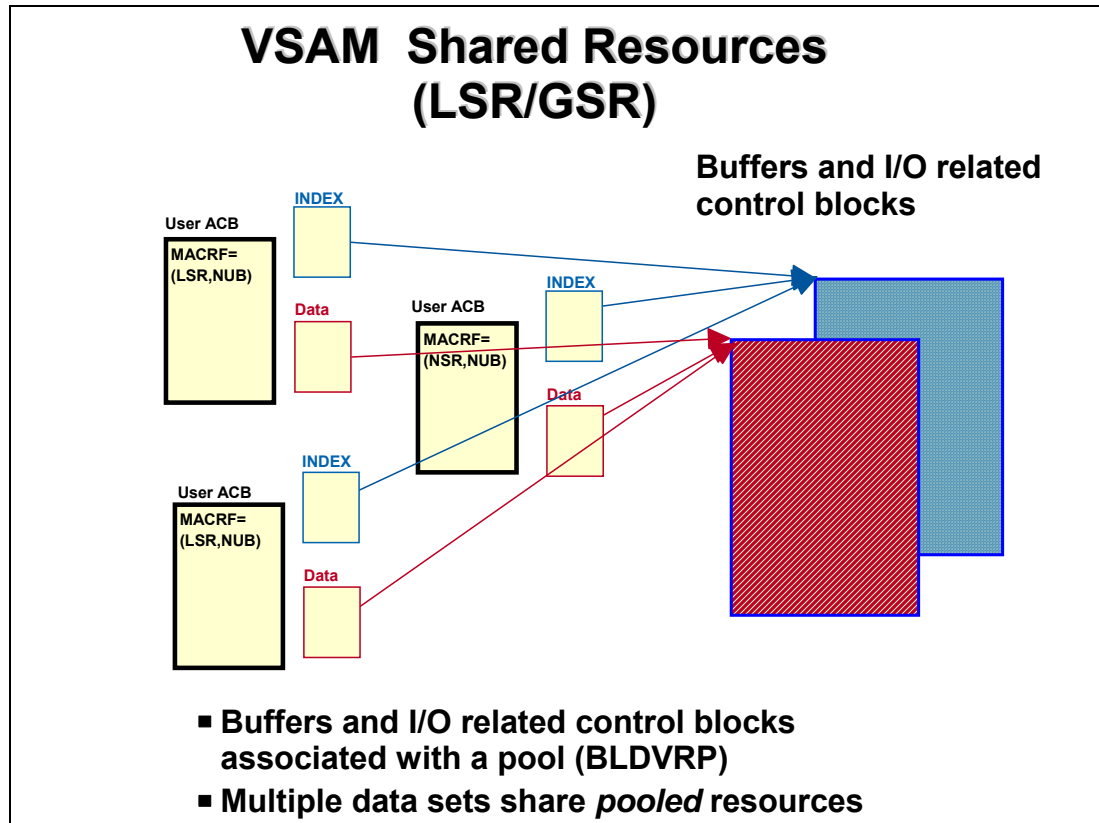 VSAM Shared Resources
(LSR/GSR)
Buffers and I/O related
control blocks
INDEX
User ACB
MACRF=
(LSR,NUB)
Data
INDEX
User ACB
MACRF=
(NSR,NUB)
Data
INDEX
User ACB
MACRF=
(LSR,NUB)
Data
■ Buffers and I/O related control blocks
associated with a pool (BLDVRP)
■ Multiple data sets share pooled resources